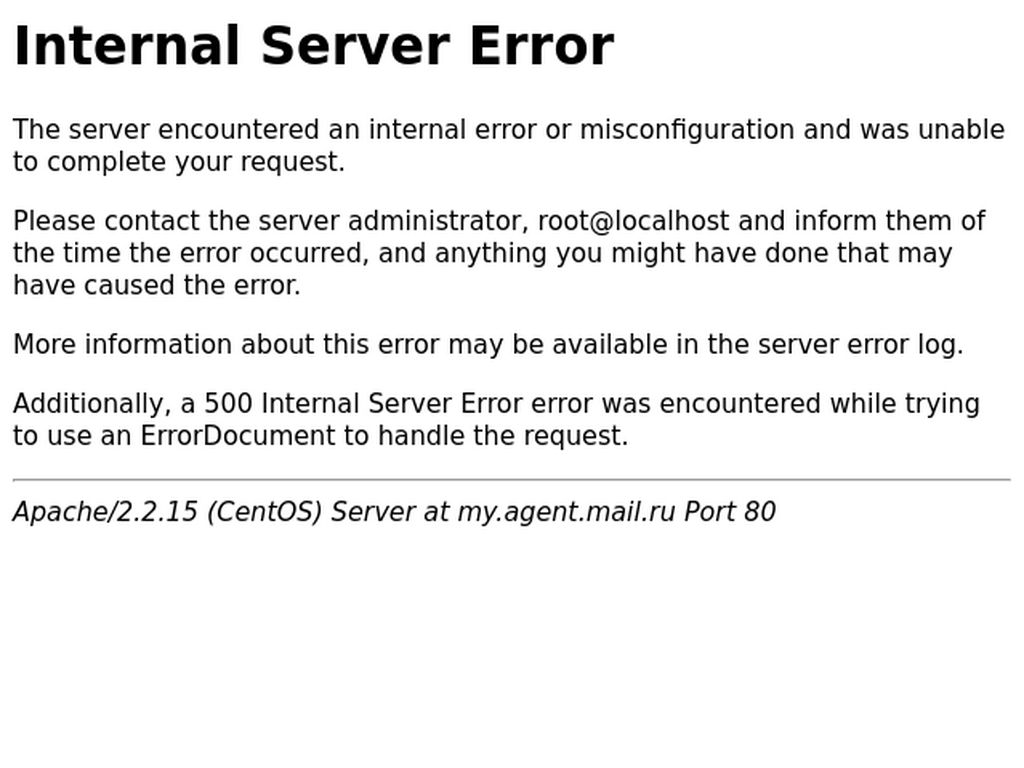 Internal Server Error
The server encountered an internal error or misconfiguration and was unable
to complete your request.
Please contact the server administrator, root@localhost and inform them of
the time the error occurred, and anything you might have done that may
have caused the error.
More information about this error may be available in the server error log.
Additionally, a 500 Internal Server Error error was encountered while trying
to use an ErrorDocument to handle the request.
Apache/2.2.15 (CentOS) Server at my.agent.mail.ru Port 80